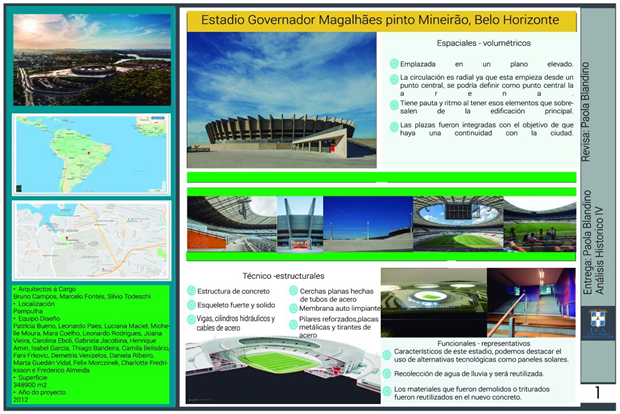 Estadio Governador Magalhães pinto Mineirão, Belo Horizonte
Espaciales - volumétricos
Emplazada en un plano elevado.
La circulación es radial ya que esta empieza desde un
punto central, se podría definir como punto central la
arena.
Tiene pauta y ritmo al tener esos elementos que sobre-
salen de la edificación principal.
Las plazas fueron integradas con el objetivo de que
haya una continuidad con la ciudad.
Técnico -estructurales
Estructura de concreto
Esqueleto fuerte y solido
Vigas, cilindros hidráulicos y
cables de acero
Cerchas planas hechas
de tubos de acero
Membrana auto limpiante
Pilares reforzados,placas
metálicas y tirantes de
acero
Funcionales - representativos
Característicos de este estadio, podemos destacar el
el uso de alternativas tecnológicas como paneles solares.
Recolección de agua de lluvia y será reutilizada.
Los materiales que fueron demolidos o triturados
fueron reutilizados en el nuevo concreto.
• Arquitectos a Cargo
Bruno Campos, Marcelo Fontes, Silvio Todeschi
• Localización
Pampulha
• Equipo Diseño
Patricia Bueno, Leonardo Paes, Luciana Maciel, Miche-
lle Moura, Mara Coelho, Leonardo Rodrigues, Joana
Vieira, Carolina Eboli, Gabriela Jacobina, Henrique
Amin, Isabel Garcia, Thiago Bandeira, Camila Belisário,
Fani Frkovic, Demetris Venizelos, Daniela Ribeiro,
Marta Guedán Vidal, Felix Morczinek, Charlotte Fredri-
ksson e Frederico Almeida
• Superficie
348900 m2
• Año do proyecto
2012
Revisa: Paola Blandino
Entrega: Paola Blandino
Análisis Historico IV
1